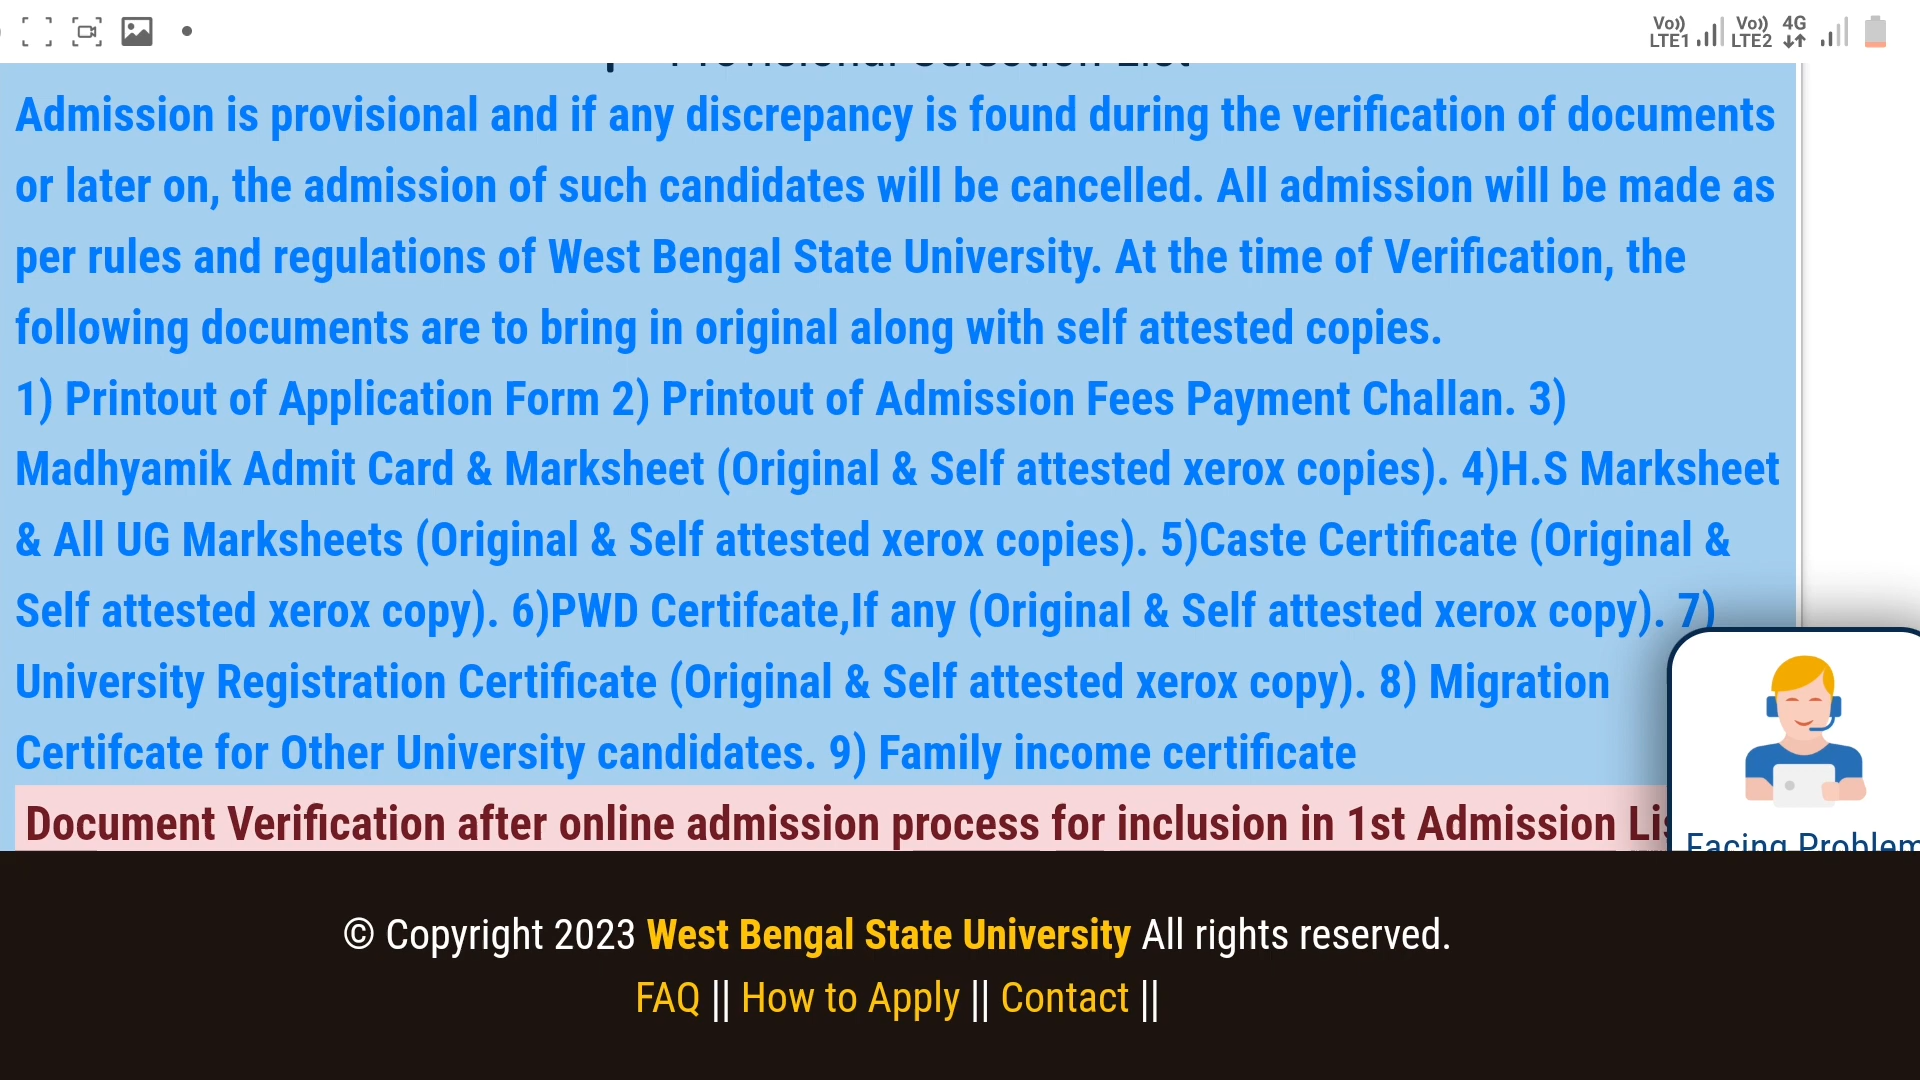 Vo)) LTE1 Vo)) LTE2 4G
Provisional Selection List
Admission is provisional and if any discrepancy is found during the verification of documents
or later on, the admission of such candidates will be cancelled. All admission will be made as
per rules and regulations of West Bengal State University. At the time of Verification, the
following documents are to bring in original along with self attested copies.
1) Printout of Application Form 2) Printout of Admission Fees Payment Challan. 3)
Madhyamik Admit Card & Marksheet (Original & Self attested xerox copies). 4)H.S Marksheet
& All UG Marksheets (Original & Self attested xerox copies). 5)Caste Certificate (Original &
Self attested xerox copy). 6)PWD Certifcate,If any (Original & Self attested xerox copy). 7)
University Registration Certificate (Original & Self attested xerox copy). 8) Migration
Certifcate for Other University candidates. 9) Family income certificate
Document Verification after online admission process for inclusion in 1st Admission
Facing Problem
© Copyright 2023 West Bengal State University All rights reserved.
FAQ || How to Apply || Contact ||